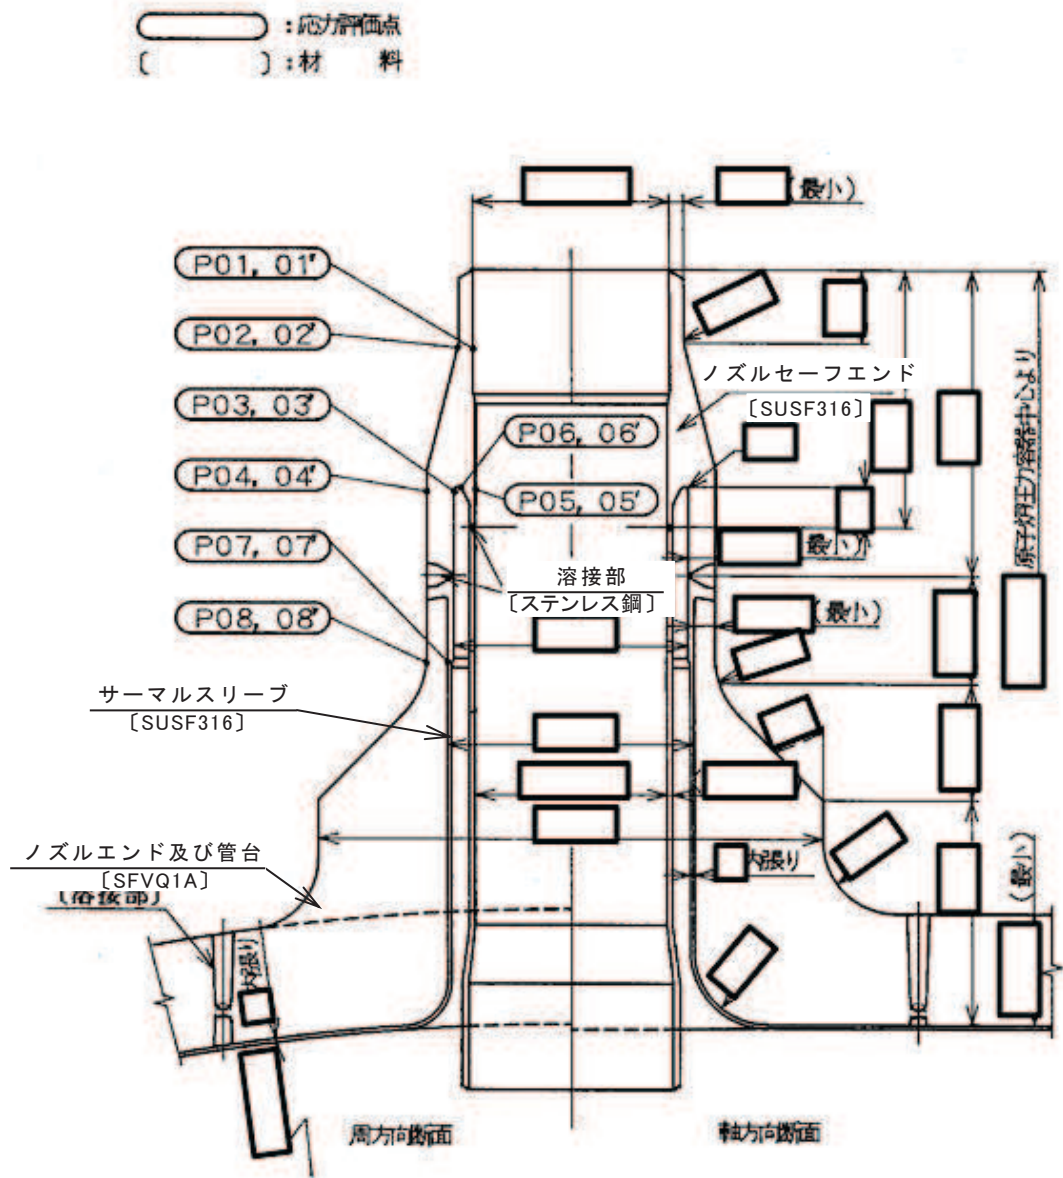 ：応力評価点
〔　　　〕：材　料
（最小）
P01, 01'
P02, 02'
ノズルセーフエンド
〔SUSF316〕
P03, 03'
P06, 06'
P04, 04'
P05, 05'
原子炉圧力容器中心より
P07, 07'
最小）
溶接部
〔ステンレス鋼〕
P08, 08'
（最小）
サーマルスリーブ
〔SUSF316〕
ノズルエンド及び管台
〔SFVQ1A〕
内張り
（最小）
内張り
周方向断面
軸方向断面